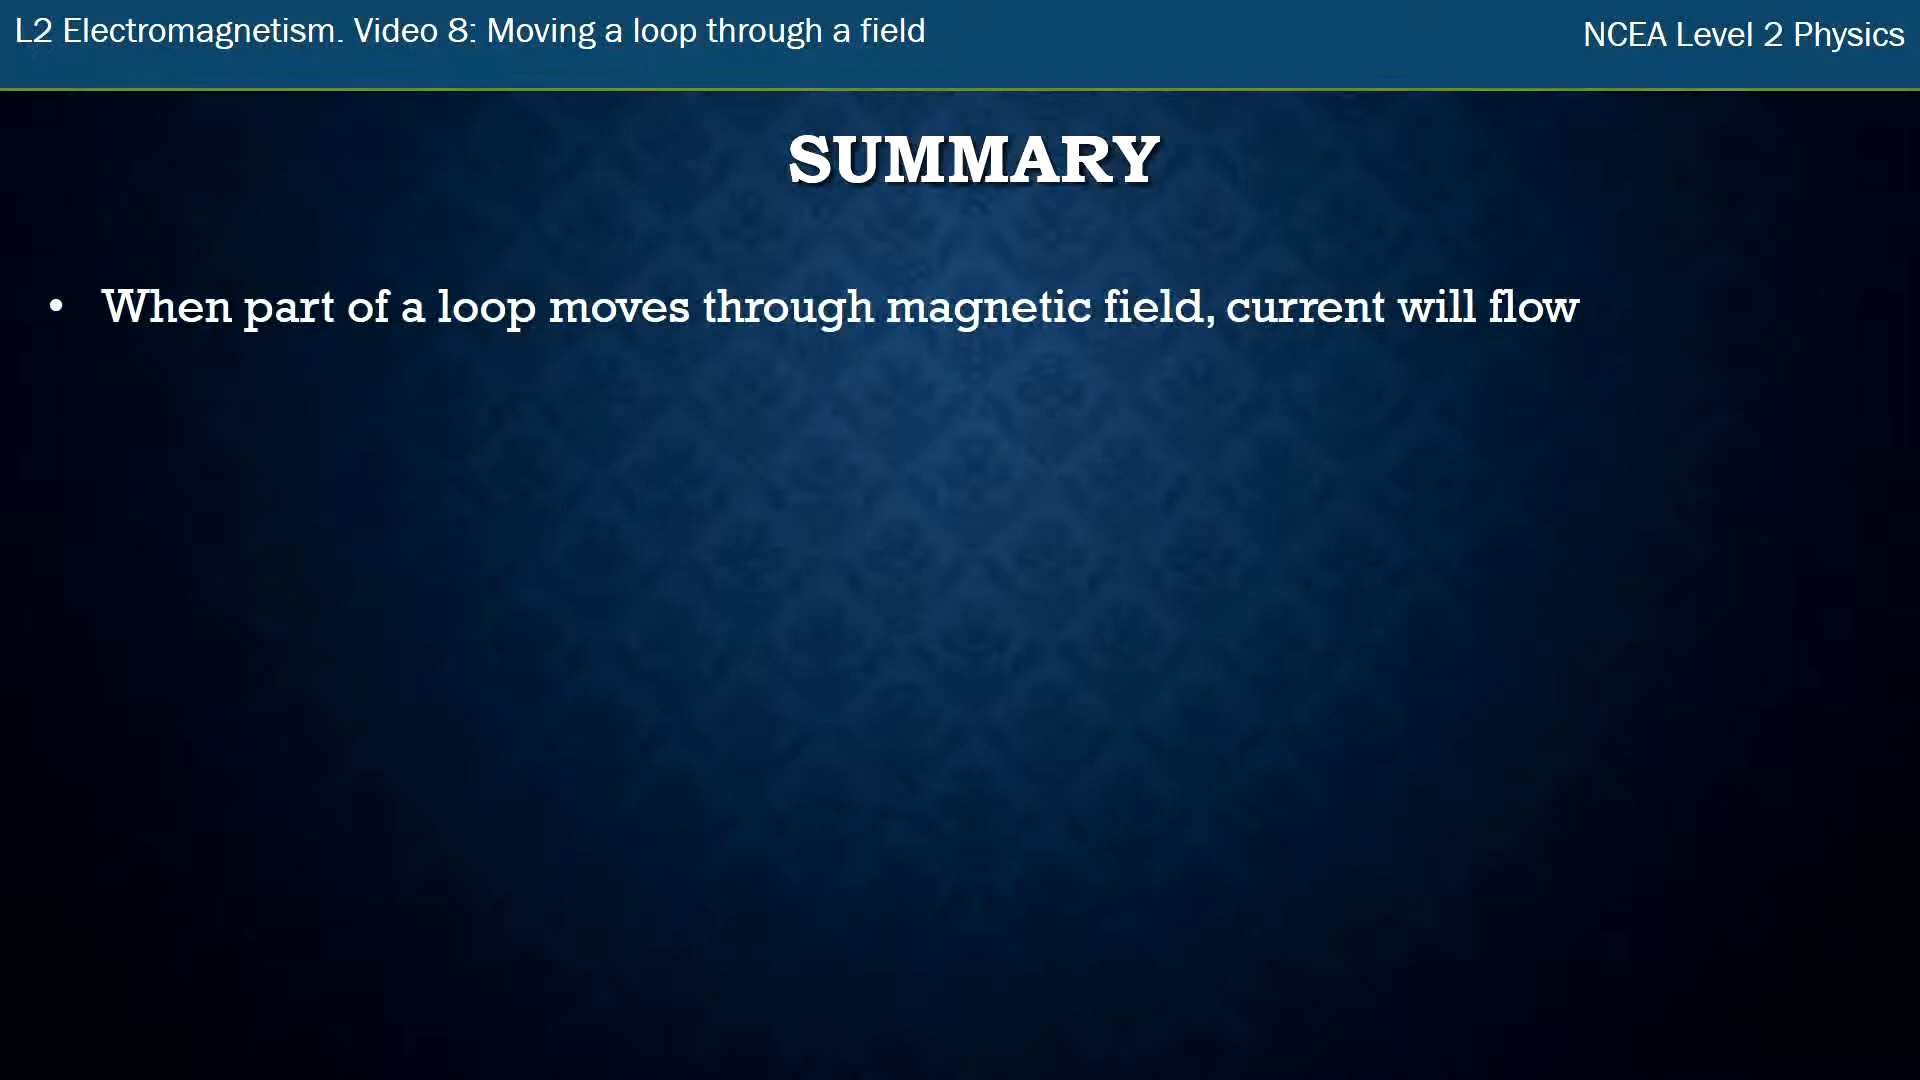 L2 Electromagnetism. Video 8: Moving a loop through a field
NCEA Level 2 Physics
SUMMARY
• When part of a loop moves through magnetic field, current will flow